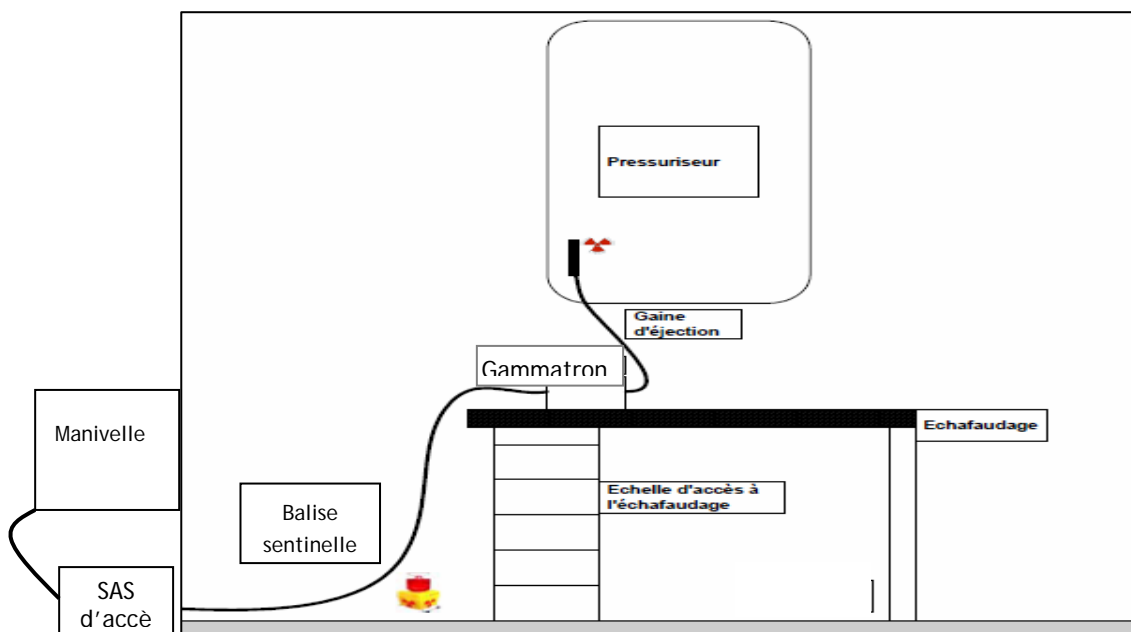 Pressuriseur
Gaine
d'éjection
Gammatron
Manivelle
Echafaudage
Echelle d'accès à
l'échafaudage
Balise
sentinelle
SAS
d'accè